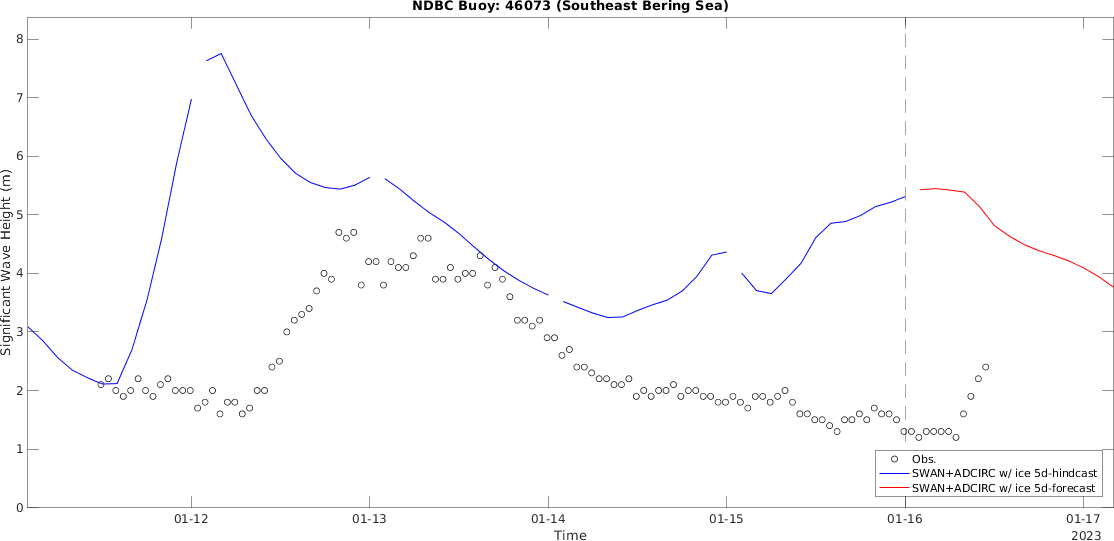 NDBC Buoy: 46073 (Southeast Bering Sea)
8
7
6
5
4
3
2
1
0
Significant Wave Height (m)
01-12
01-13
01-14
01-15
01-16
01-17
Time
2023
Obs.
SWAN+ADCIRC w/ ice 5d-hindcast
SWAN+ADCIRC w/ ice 5d-forecast